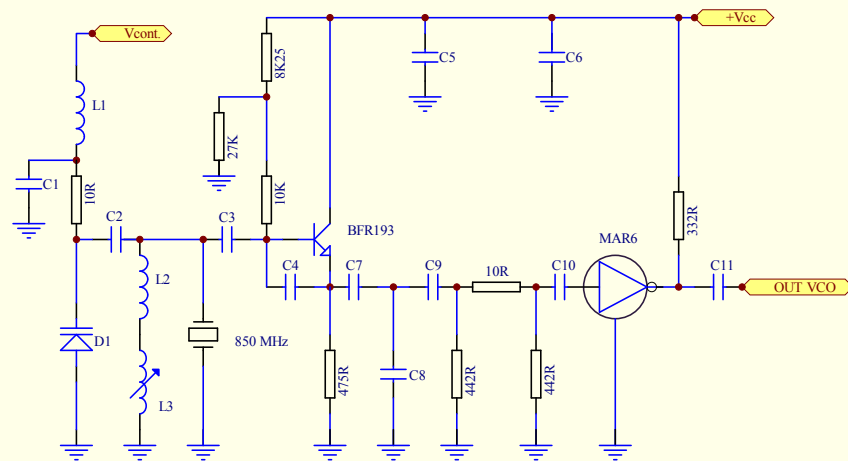 Vcont.
+Vcc
8K25
C5
C6
L1
27K
C1
10R
10K
332R
C2
C3
BFR193
MAR6
C4
C7
C9
10R
C10
C11
L2
OUT VCO
D1
850 MHz
475R
C8
442R
442R
L3